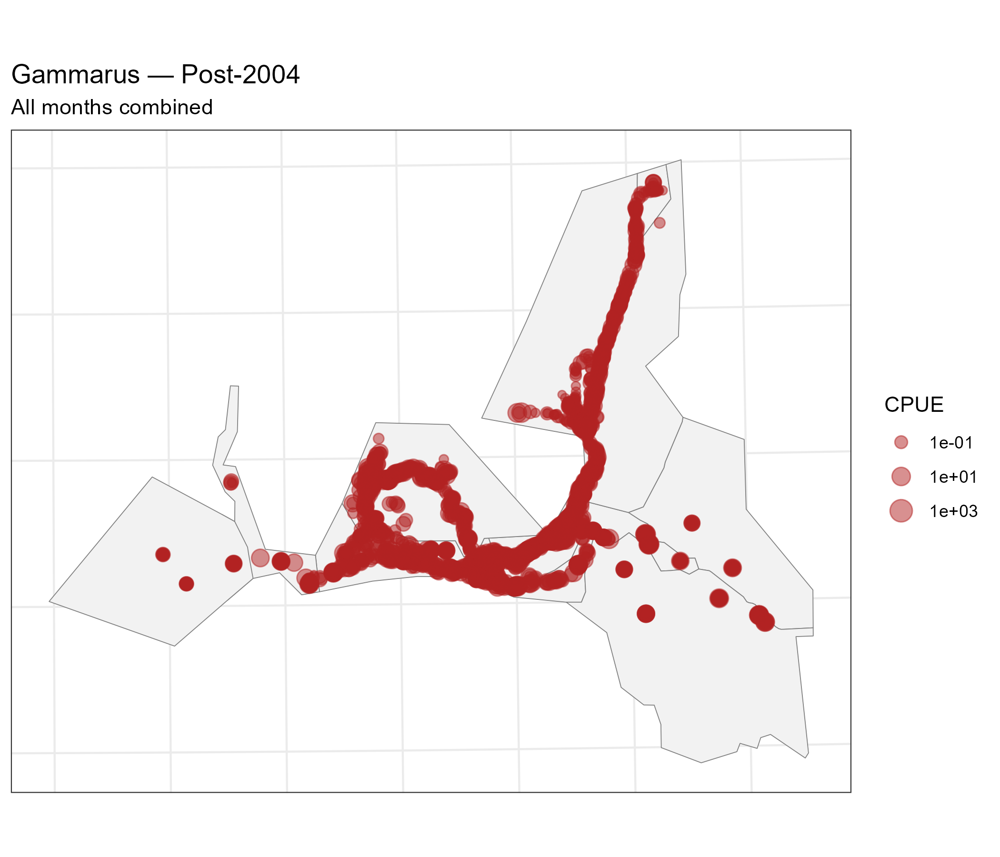 Gammarus — Post-2004
All months combined
CPUE
1e-01
1e+01
1e+03